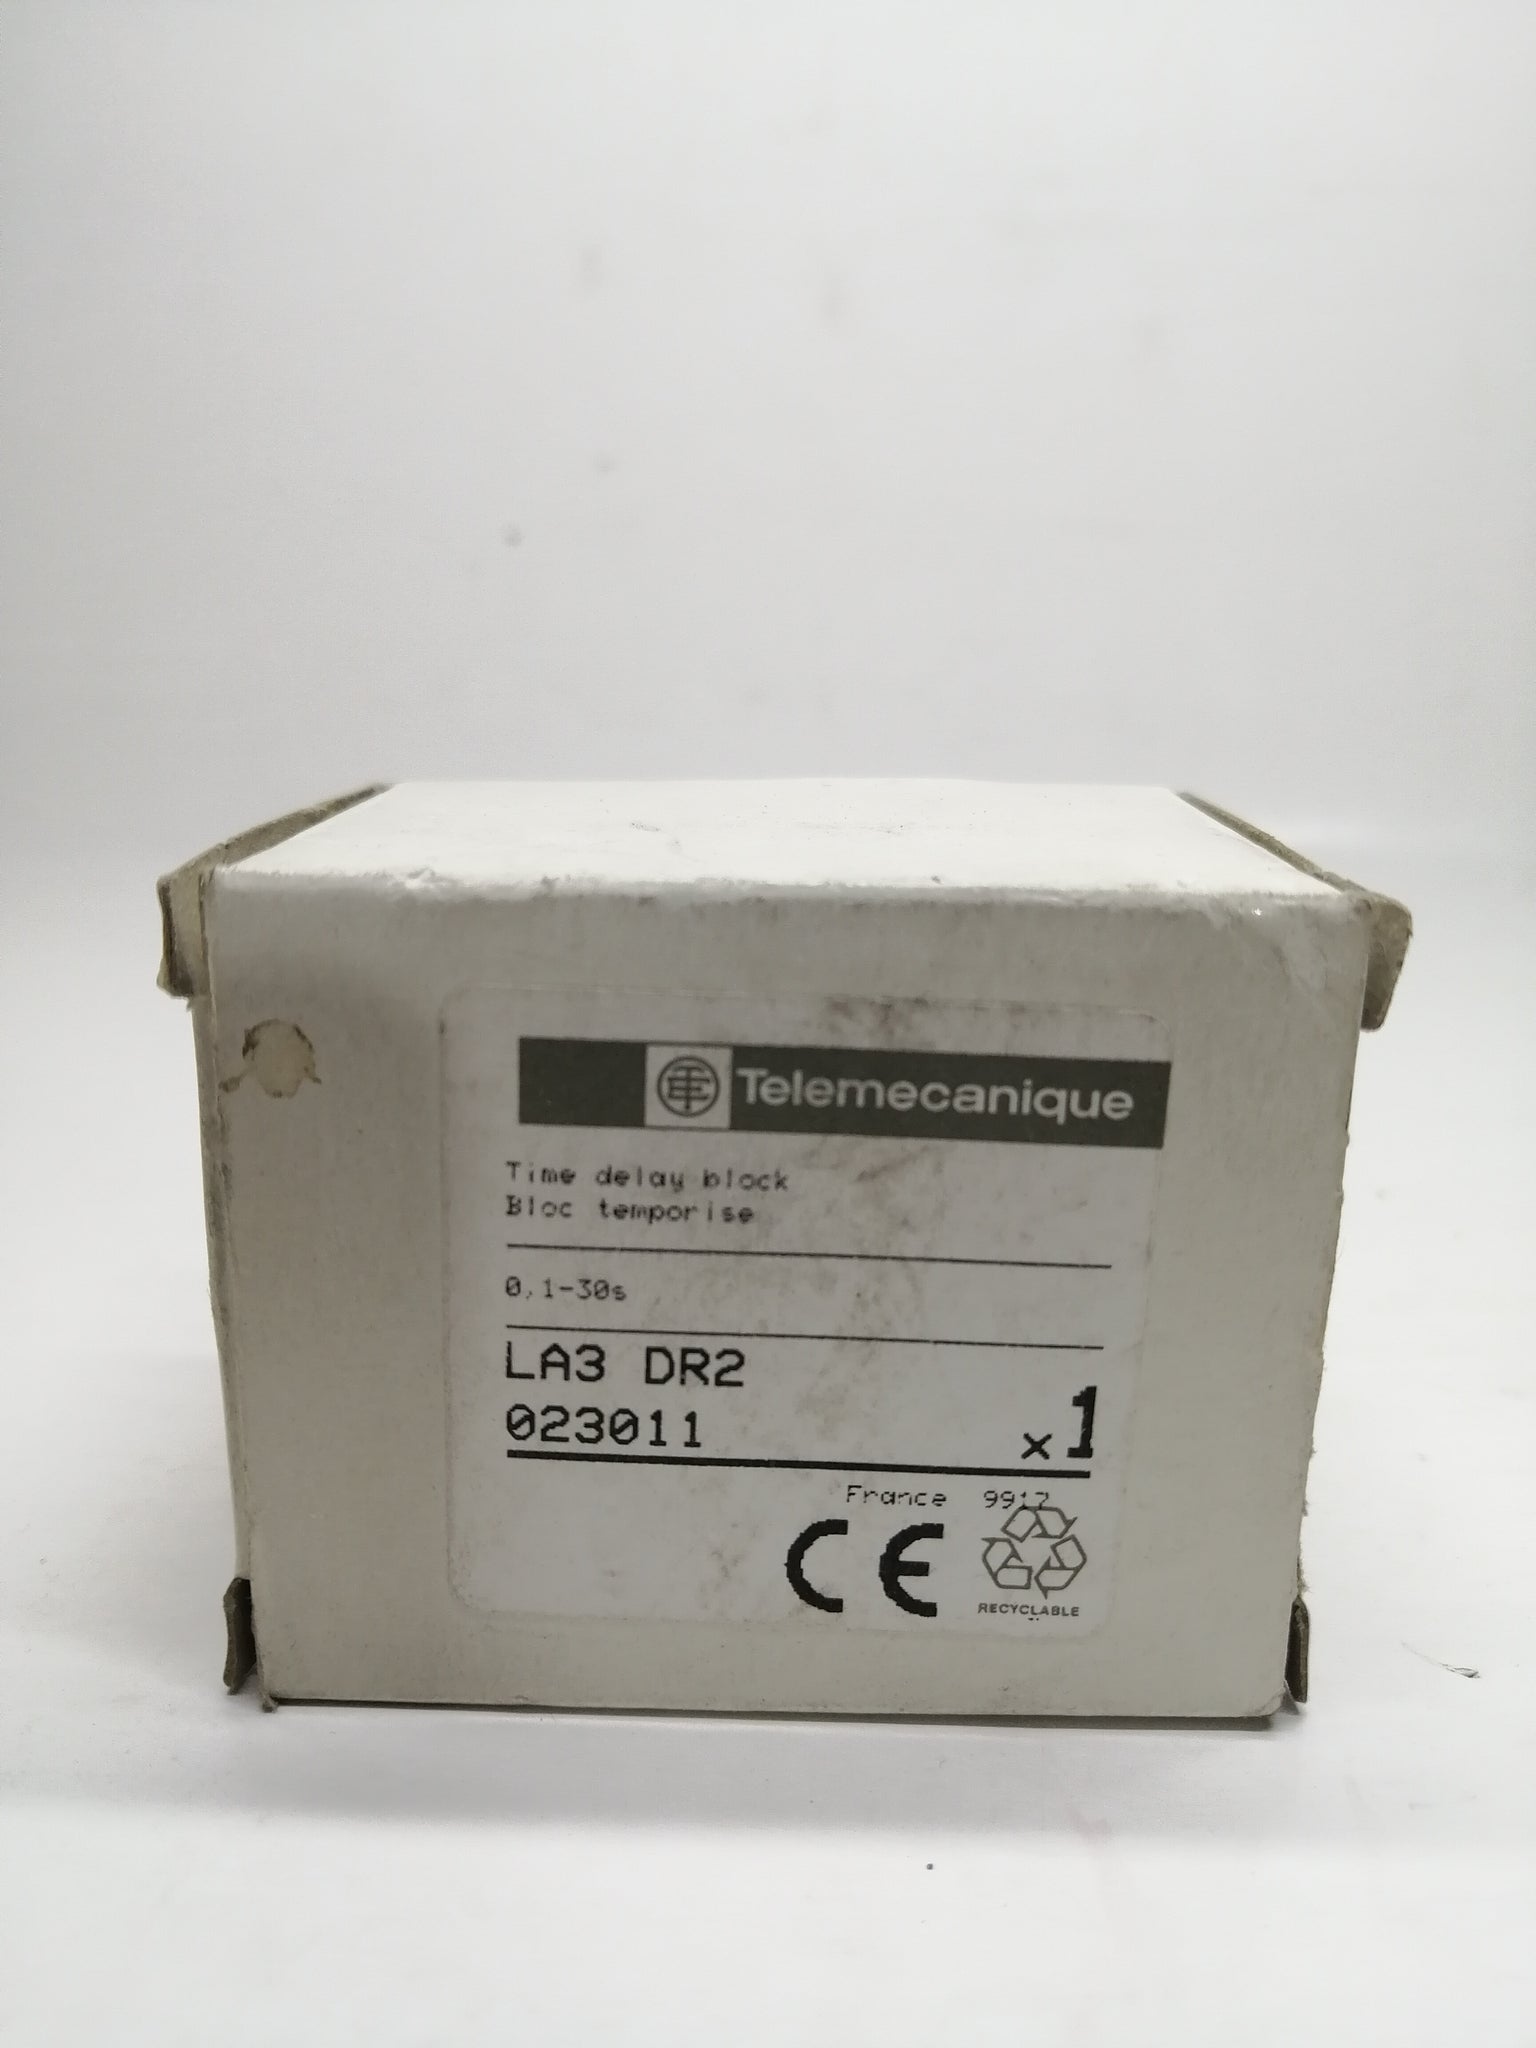 Telemecanique
Time delay block
Bloc temporise
0,1-30s
LA3 DR2
023011 x1
France 9917
CE
RECYCLABLE